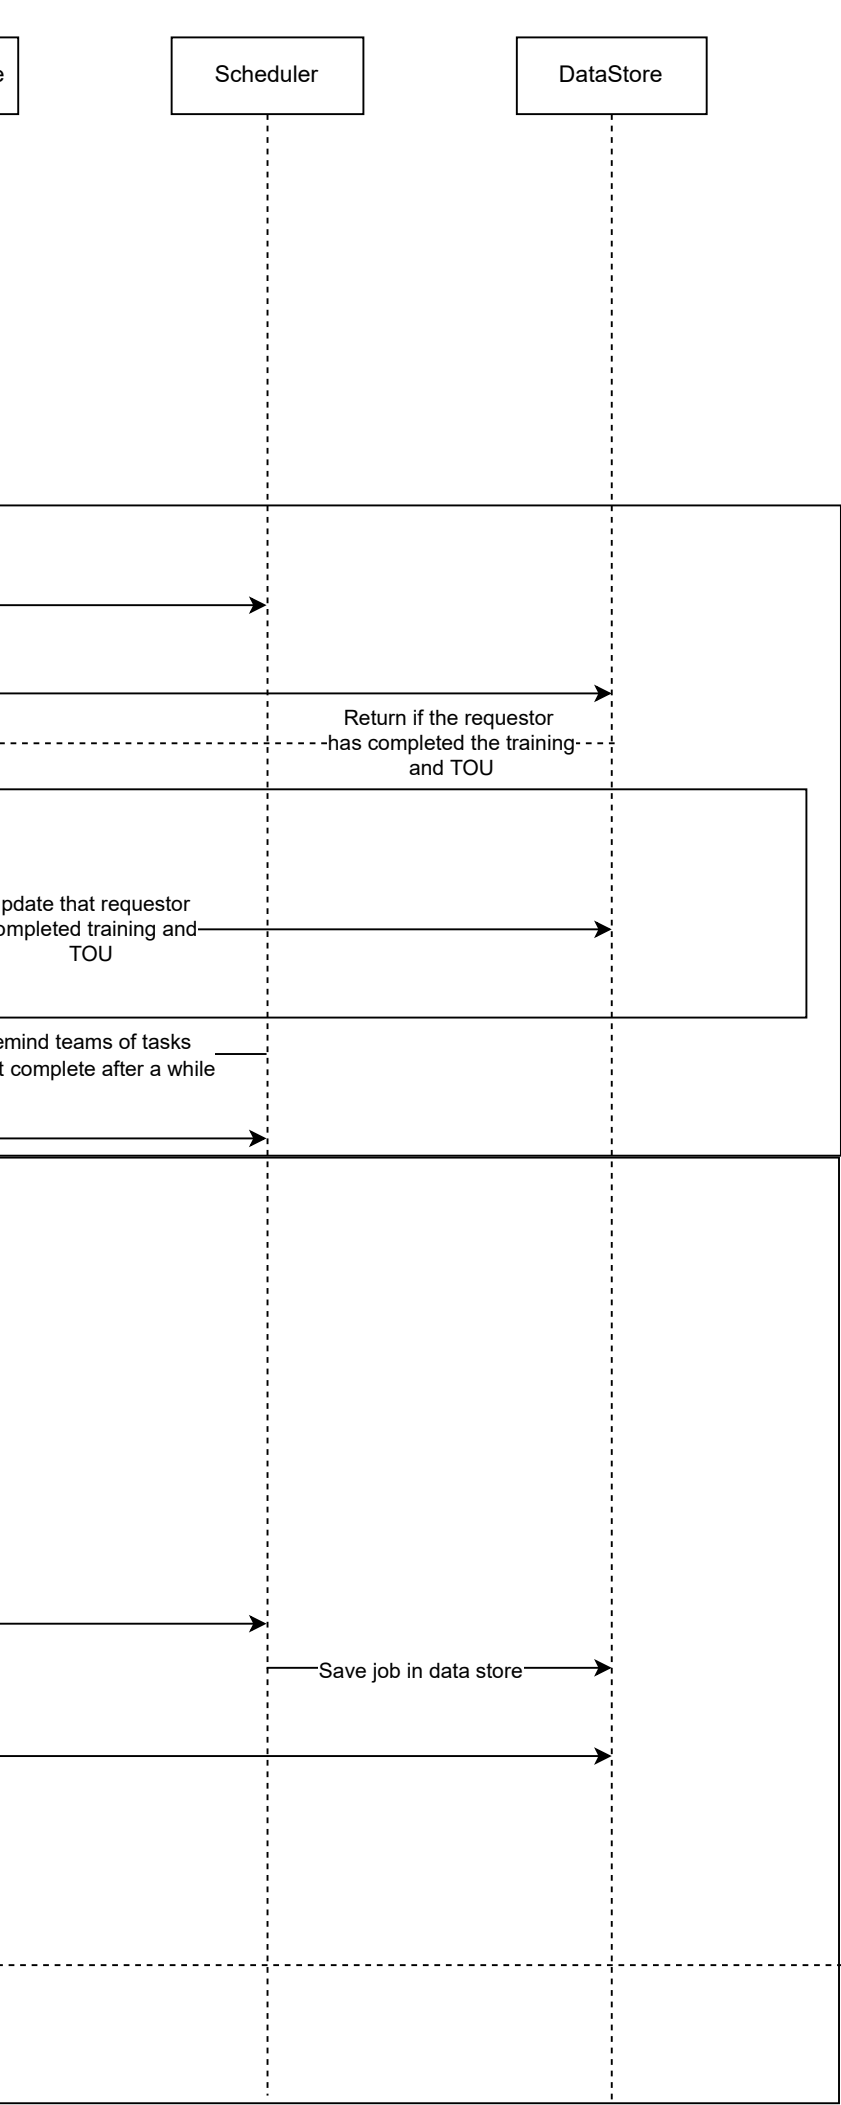 e
Scheduler
DataStore
Return if the requestor
has completed the training
and TOU
pdate that requestor
ompleted training and
TOU
emind teams of tasks
t complete after a while
Save job in data store